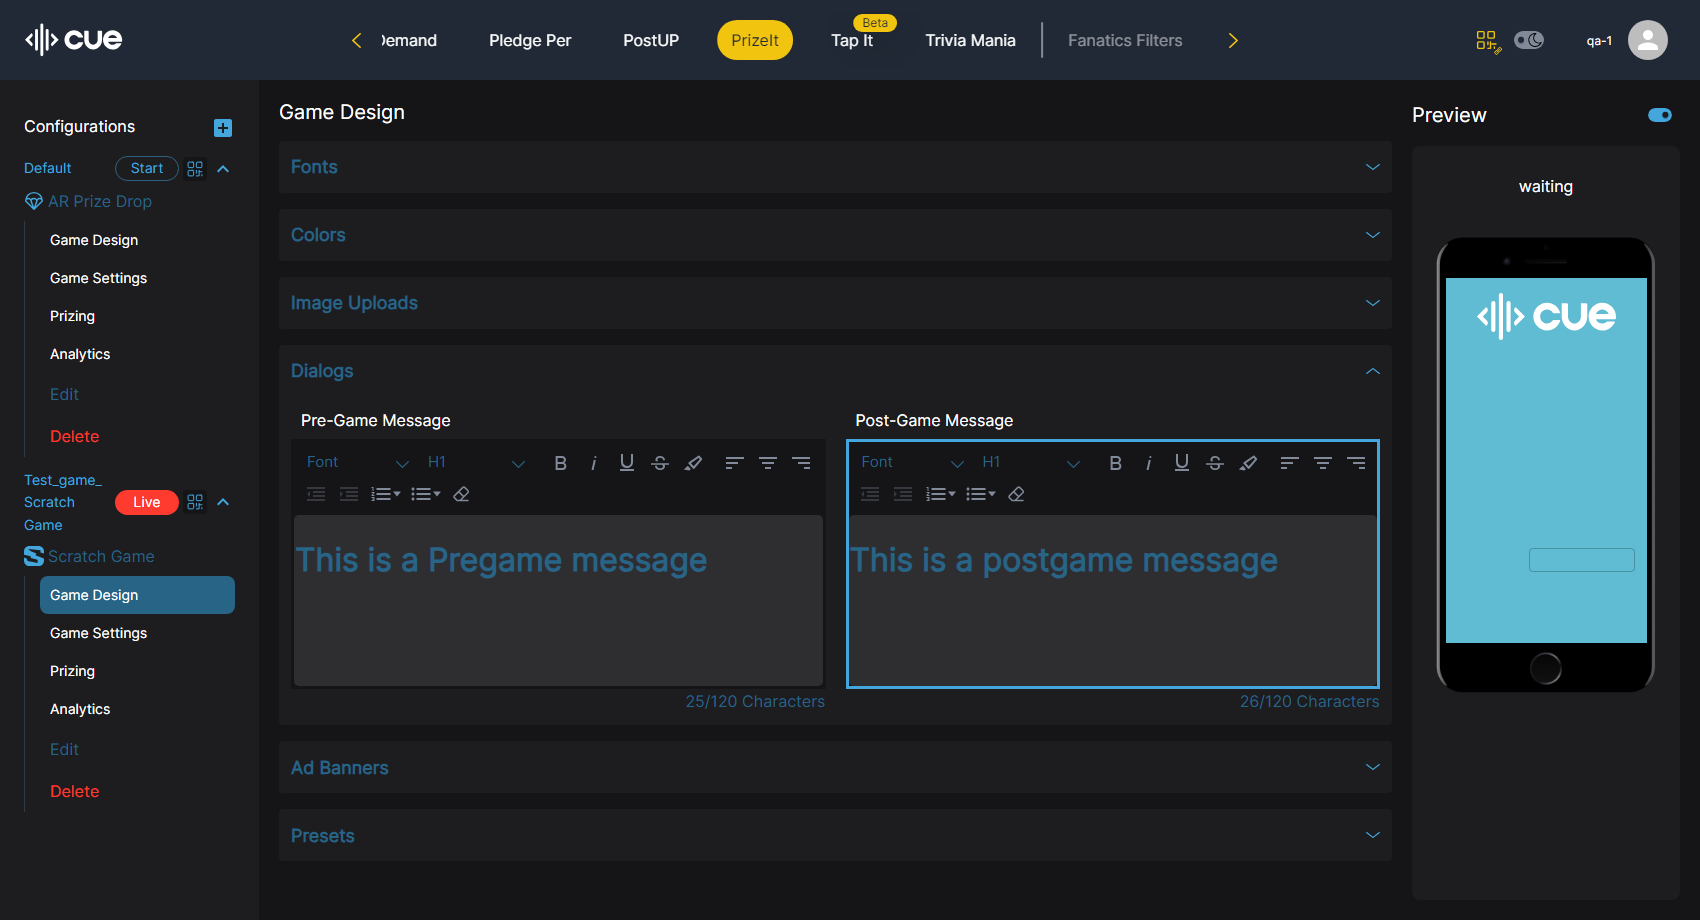 cue
Demand
Pledge Per
PostUP
PrizeIt
Beta
Tap It
Trivia Mania
Fanatics Filters
qa-1
Configurations
Default
Start
AR Prize Drop
Game Design
Game Settings
Prizing
Analytics
Edit
Delete
Test_game_
Scratch
Game
Live
Scratch Game
Game Design
Game Settings
Prizing
Analytics
Edit
Delete
Game Design
Fonts
Colors
Image Uploads
Dialogs
Pre-Game Message
Font
H1
This is a Pregame message
25/120 Characters
Post-Game Message
Font
H1
This is a postgame message
26/120 Characters
Ad Banners
Presets
Preview
waiting
cue